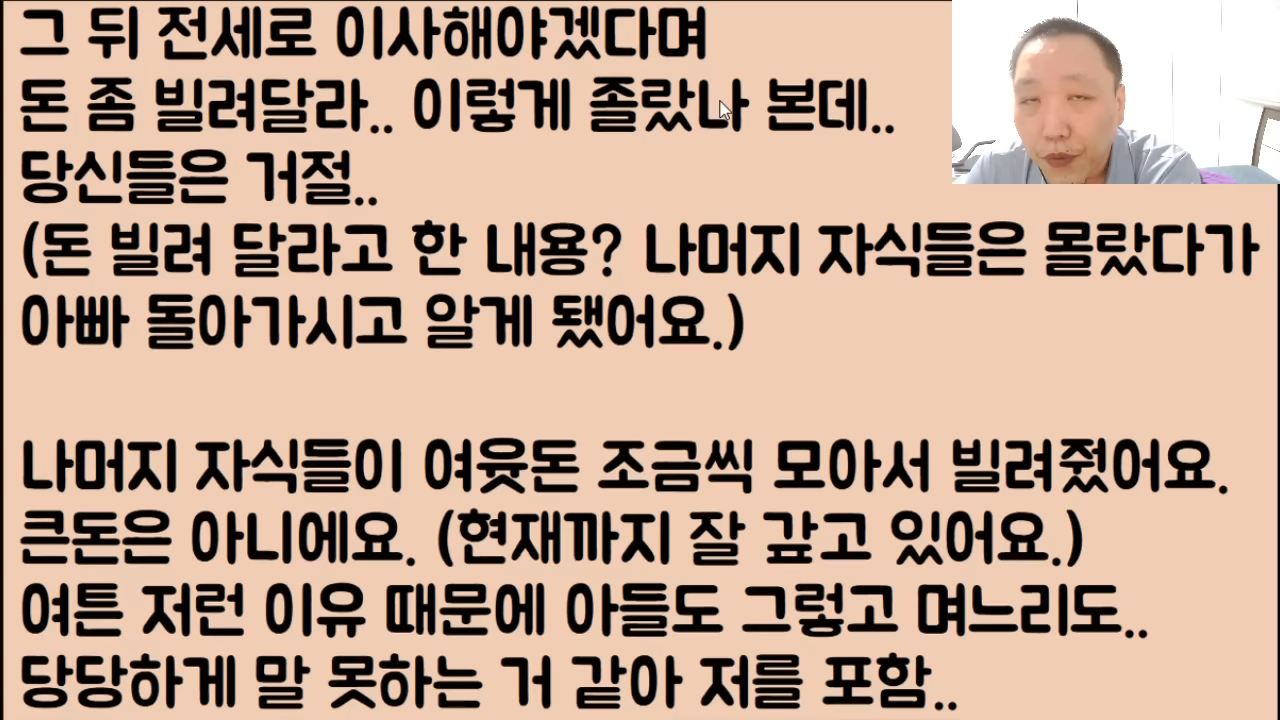 그 뒤 전세로 이사해야겠다며
돈 좀 빌려달라.. 이렇게 졸랐나 본데..
당신들은 거절..
(돈 빌려 달라고 한 내용? 나머지 자식들은 몰랐다가
아빠 돌아가시고 알게 됐어요.)
나머지 자식들이 여윳돈 조금씩 모아서 빌려줬어요.
큰돈은 아니에요. (현재까지 잘 갚고 있어요.)
여튼 저런 이유 때문에 아들도 그렇고 며느리도..
당당하게 말 못하는 거 같아 저를 포함..